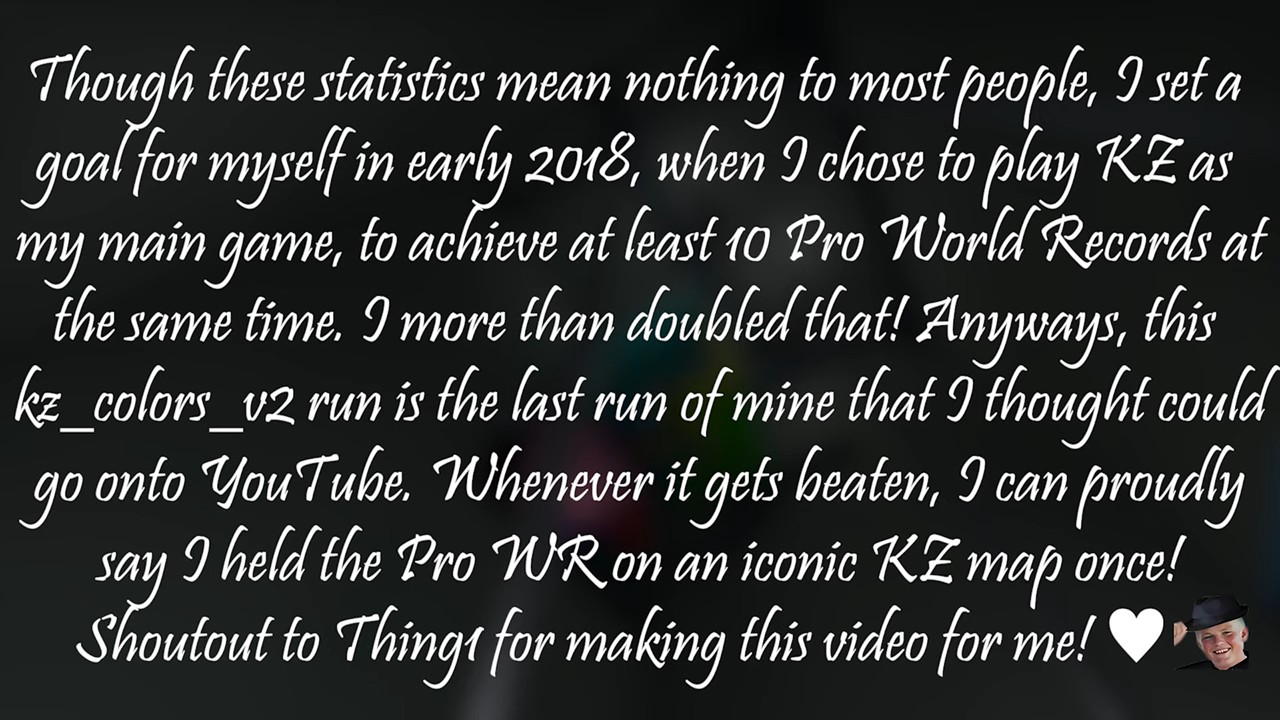 Though these statistics mean nothing to most people, I set a
goal for myself in early 2018, when I chose to play KZ as
my main game, to achieve at least 10 Pro World Records at
the same time. I more than doubled that! Anyways, this
kz_colors_v2 run is the last run of mine that I thought could
go onto YouTube. Whenever it gets beaten, I can proudly
say I held the Pro WR on an iconic KZ map once!
Shoutout to Thing1 for making this video for me! ♥